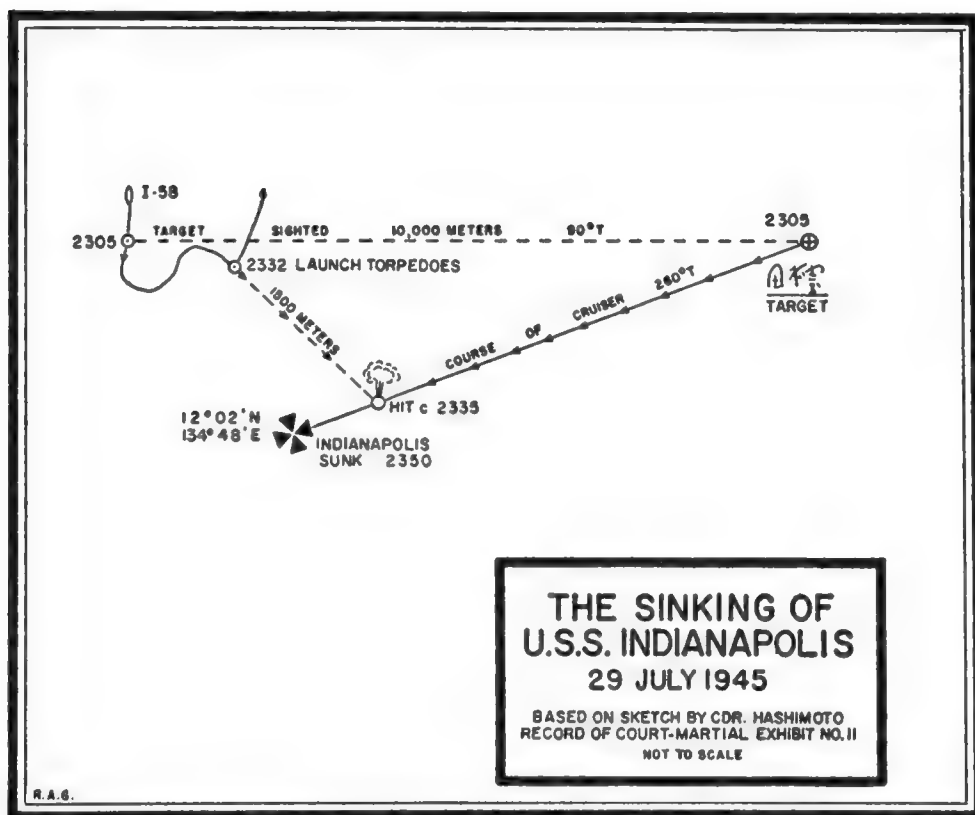 I-58
2305
TARGET SIGHTED 10,000 METERS 90°T
2305
TARGET
2332 LAUNCH TORPEDOES
1500 METERS
COURSE OF CRUISER 260°T
HIT c 2335
12°02'N
134°48'E
INDIANAPOLIS
SUNK 2350
THE SINKING OF
U.S.S. INDIANAPOLIS
29 JULY 1945
BASED ON SKETCH BY CDR. HASHIMOTO
RECORD OF COURT-MARTIAL EXHIBIT NO. 11
NOT TO SCALE
R.A.G.